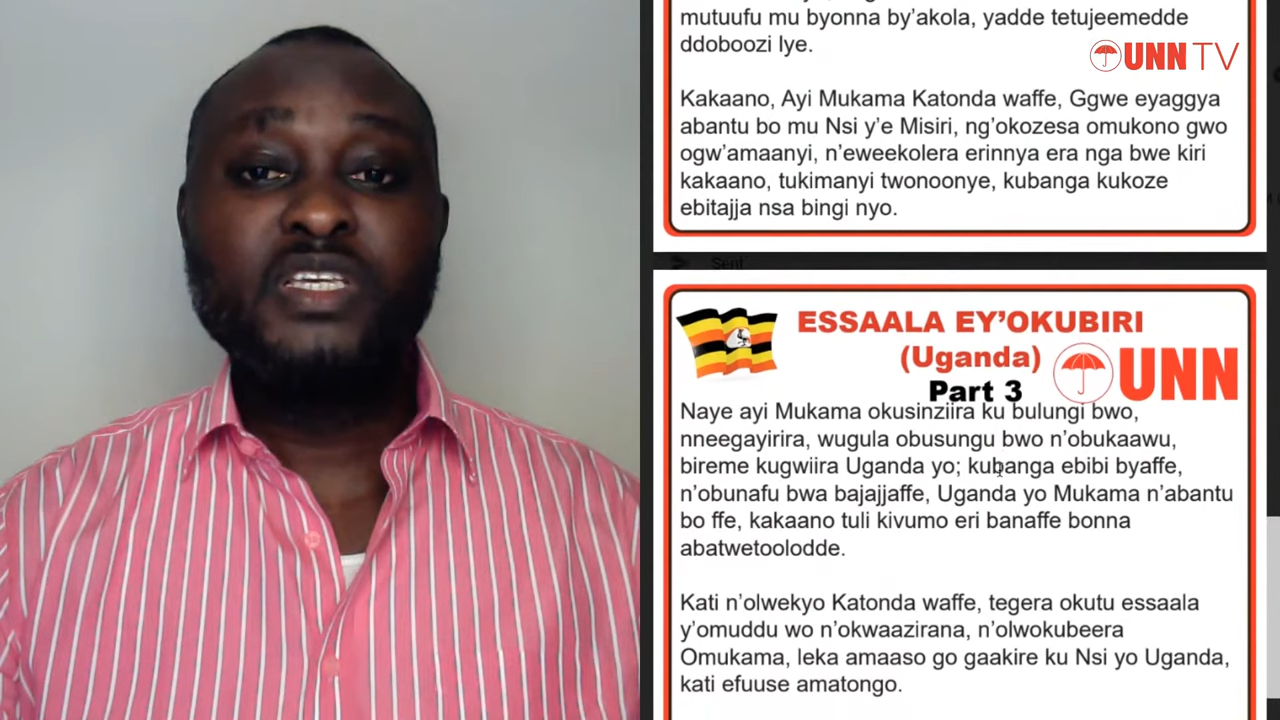 mutuufu mu byonna by’akola, yadde tetujeemedde
ddoboozi lye.
UNN TV
Kakaano, Ayi Mukama Katonda waffe, Ggwe eyaggya
abantu bo mu Nsi y’e Misiri, ng’okozesa omukono gwo
ogw’amaanyi, n’eweekolera erinnya era nga bwe kiri
kakaano, tukimanyi twonoonye, kubanga kukoze
ebitajja nsa bingi nyo.
Sent
ESSAALA EY’OKUBIRI
(Uganda)
UNN
Part 3
Naye ayi Mukama okusinziira ku bulungi bwo,
nneegayirira, wugula obusungu bwo n’obukaawu,
bireme kugwiira Uganda yo; kubanga ebibi byaffe,
n’obunafu bwa bajajjaffe, Uganda yo Mukama n’abantu
bo ffe, kakaano tuli kivumo eri banaffe bonna
abatwetoolodde.
Kati n’olwekyo Katonda waffe, tegera okutu essaala
y’omuddu wo n’okwaazirana, n’olwokubeera
Omukama, leka amaaso go gaakire ku Nsi yo Uganda,
kati efuuse amatongo.